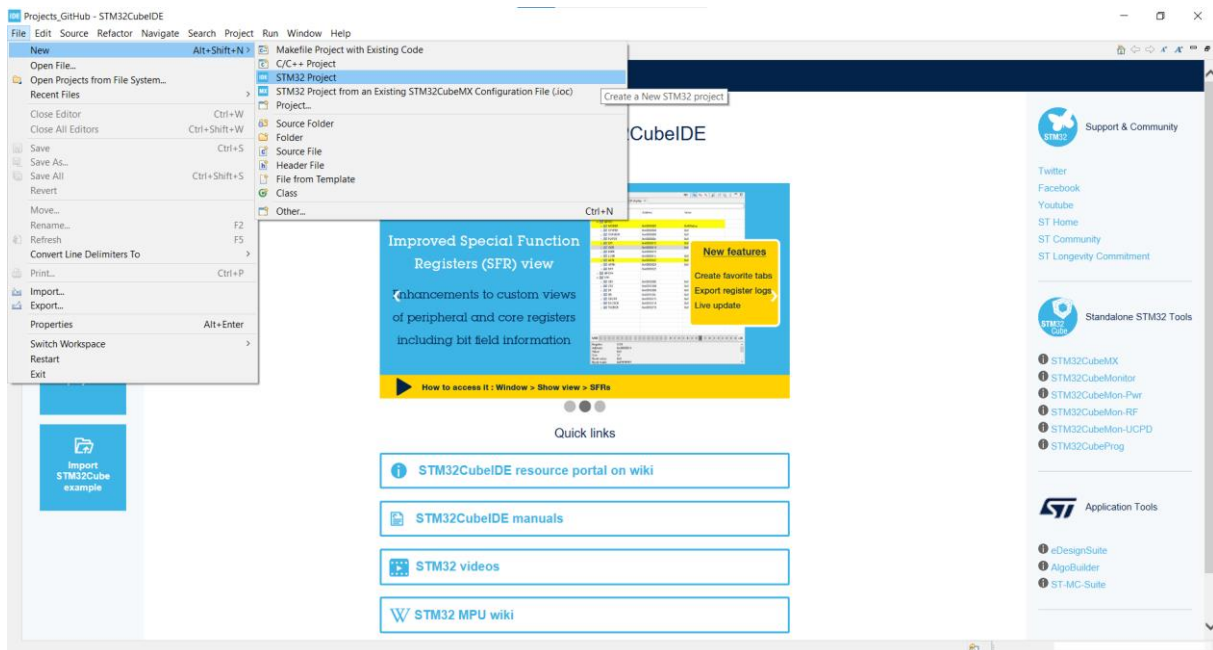 IDE Projects_GitHub - STM32CubeIDE
File Edit Source Refactor Navigate Search Project Run Window Help
New Alt+Shift+N >
Open File...
Open Projects from File System...
Recent Files >
Close Editor Ctrl+W
Close All Editors Ctrl+Shift+W
Save Ctrl+S
Save As...
Save All Ctrl+Shift+S
Revert
Move...
Rename... F2
Refresh F5
Convert Line Delimiters To >
Print... Ctrl+P
Import...
Export...
Properties Alt+Enter
Switch Workspace >
Restart
Exit
Makefile Project with Existing Code
C/C++ Project
STM32 Project
STM32 Project from an Existing STM32CubeMX Configuration File (.ioc)
Project...
Source Folder
Folder
Source File
Header File
File from Template
Class
Other... Ctrl+N
Create a New STM32 project
CubeIDE
Improved Special Function
Registers (SFR) view
Enhancements to custom views
of peripheral and core registers
including bit field information
New features
Create favorite tabs
Export register logs
Live update
How to access it : Window > Show view > SFRs
Quick links
STM32CubeIDE resource portal on wiki
STM32CubeIDE manuals
STM32 videos
W STM32 MPU wiki
Import
STM32Cube
example
STM32
Support & Community
Twitter
Facebook
Youtube
ST Home
ST Community
ST Longevity Commitment
STM32
Cube
Standalone STM32 Tools
STM32CubeMX
STM32CubeMonitor
STM32CubeMon-Pwr
STM32CubeMon-RF
STM32CubeMon-UCPD
STM32CubeProg
ST
Application Tools
eDesignSuite
AlgoBuilder
ST-MC-Suite